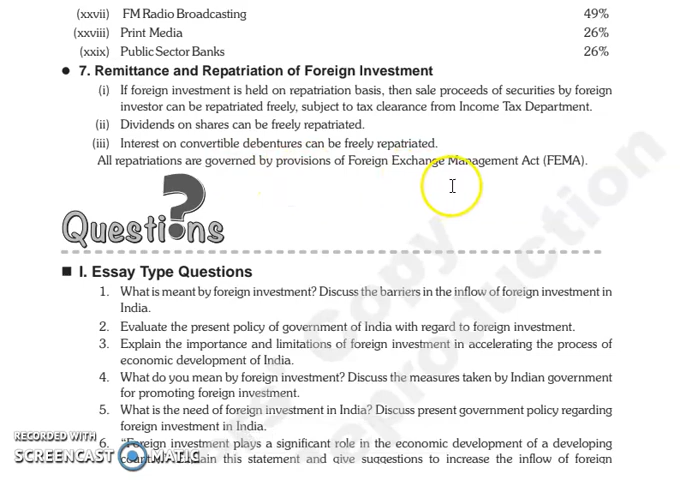 (xxvii) FM Radio Broadcasting 49%
(xxviii) Print Media 26%
(xxix) Public Sector Banks 26%
● 7. Remittance and Repatriation of Foreign Investment
(i) If foreign investment is held on repatriation basis, then sale proceeds of securities by foreign
investor can be repatriated freely, subject to tax clearance from Income Tax Department.
(ii) Dividends on shares can be freely repatriated.
(iii) Interest on convertible debentures can be freely repatriated.
All repatriations are governed by provisions of Foreign Exchange Management Act (FEMA).
?
Questions
■ I. Essay Type Questions
1. What is meant by foreign investment? Discuss the barriers in the inflow of foreign investment in
India.
2. Evaluate the present policy of government of India with regard to foreign investment.
3. Explain the importance and limitations of foreign investment in accelerating the process of
economic development of India.
4. What do you mean by foreign investment? Discuss the measures taken by Indian government
for promoting foreign investment.
5. What is the need of foreign investment in India? Discuss present government policy regarding
foreign investment in India.
6. “Foreign investment plays a significant role in the economic development of a developing
this statement and give suggestions to increase the inflow of foreign
RECORDED WITH
SCREENCAST MATIC
Copy